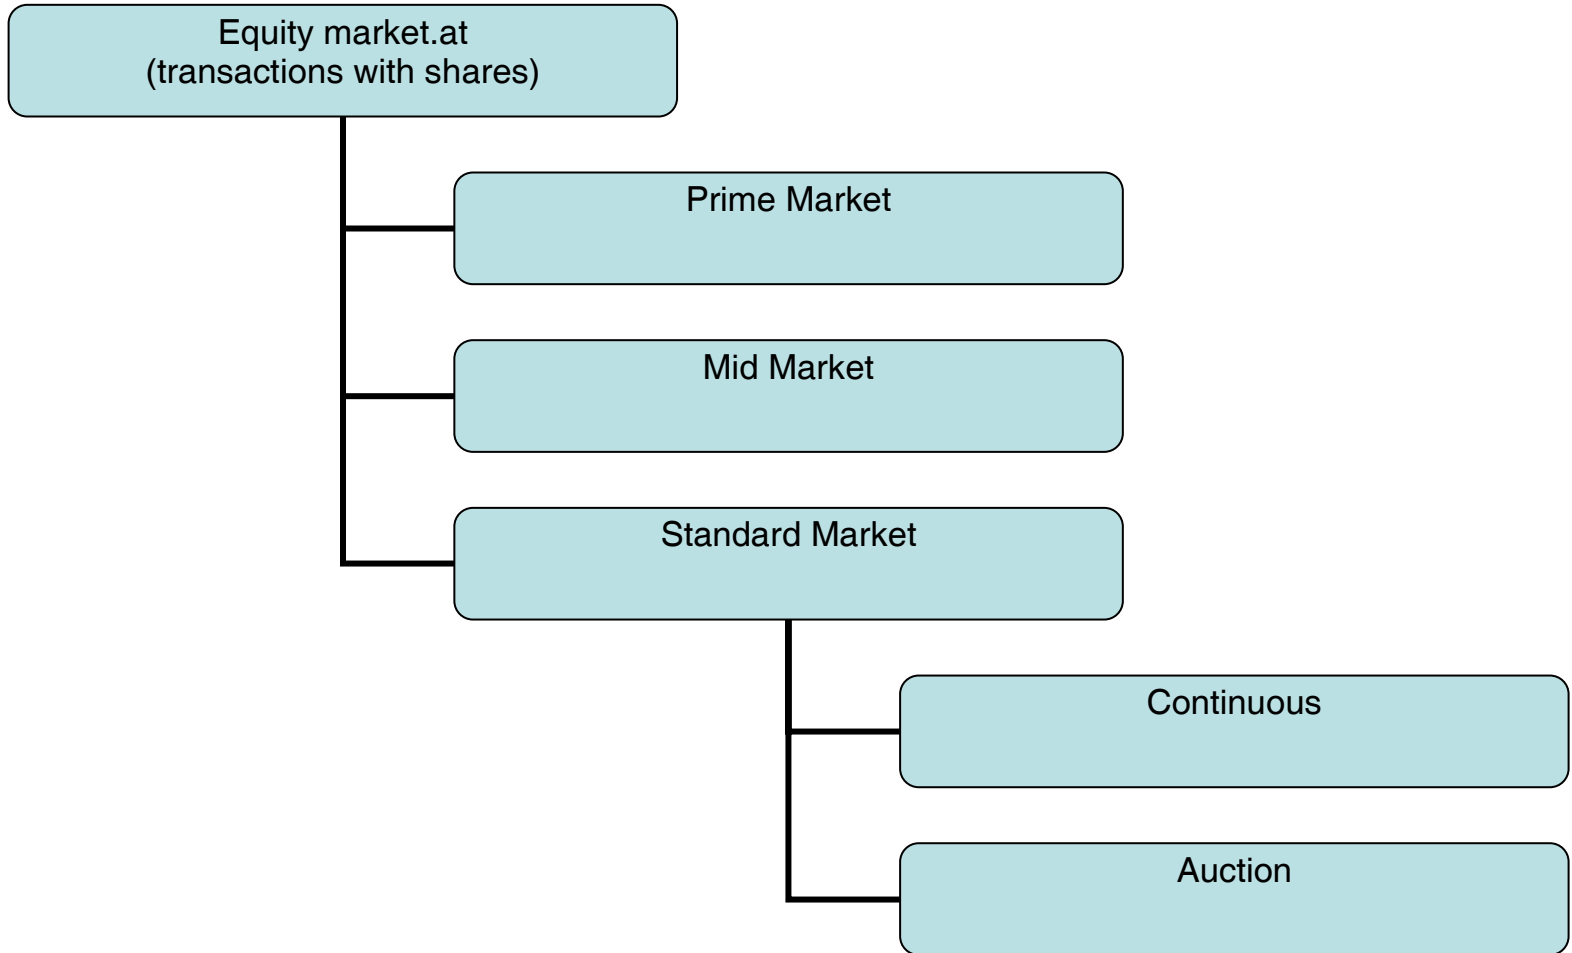 Equity market.at
(transactions with shares)
Prime Market
Mid Market
Standard Market
Continuous
Auction